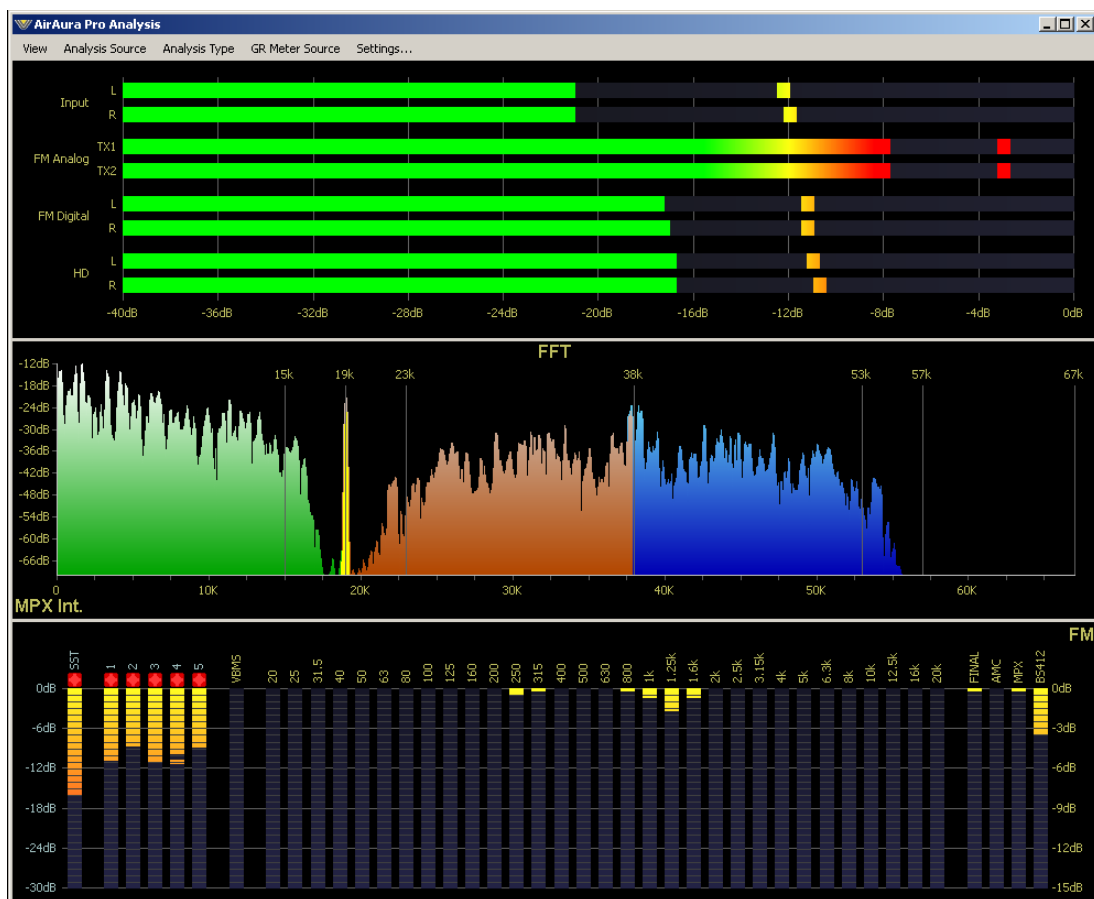 AirAura Pro Analysis
View Analysis Source Analysis Type GR Meter Source Settings...
Input L
R
FM Analog TX1
TX2
FM Digital L
R
HD L
R
-40dB -36dB -32dB -28dB -24dB -20dB -16dB -12dB -8dB -4dB 0dB
FFT
15k 19k 23k 38k 53k 57k 67k
-12dB
-18dB
-24dB
-30dB
-36dB
-42dB
-48dB
-54dB
-60dB
-66dB
0 10K 20K 30K 40K 50K 60K
MPX Int.
FM
SST 1 2 3 4 5 VBMS 20 25 31.5 40 50 63 80 100 125 160 200 250 315 400 500 630 800 1k 1.25k 1.6k 2k 2.5k 3.15k 4k 5k 6.3k 8k 10k 12.5k 16k 20k FINAL AMC MPX BS412
0dB 0dB
-6dB -3dB
-12dB -6dB
-18dB -9dB
-24dB -12dB
-30dB -15dB